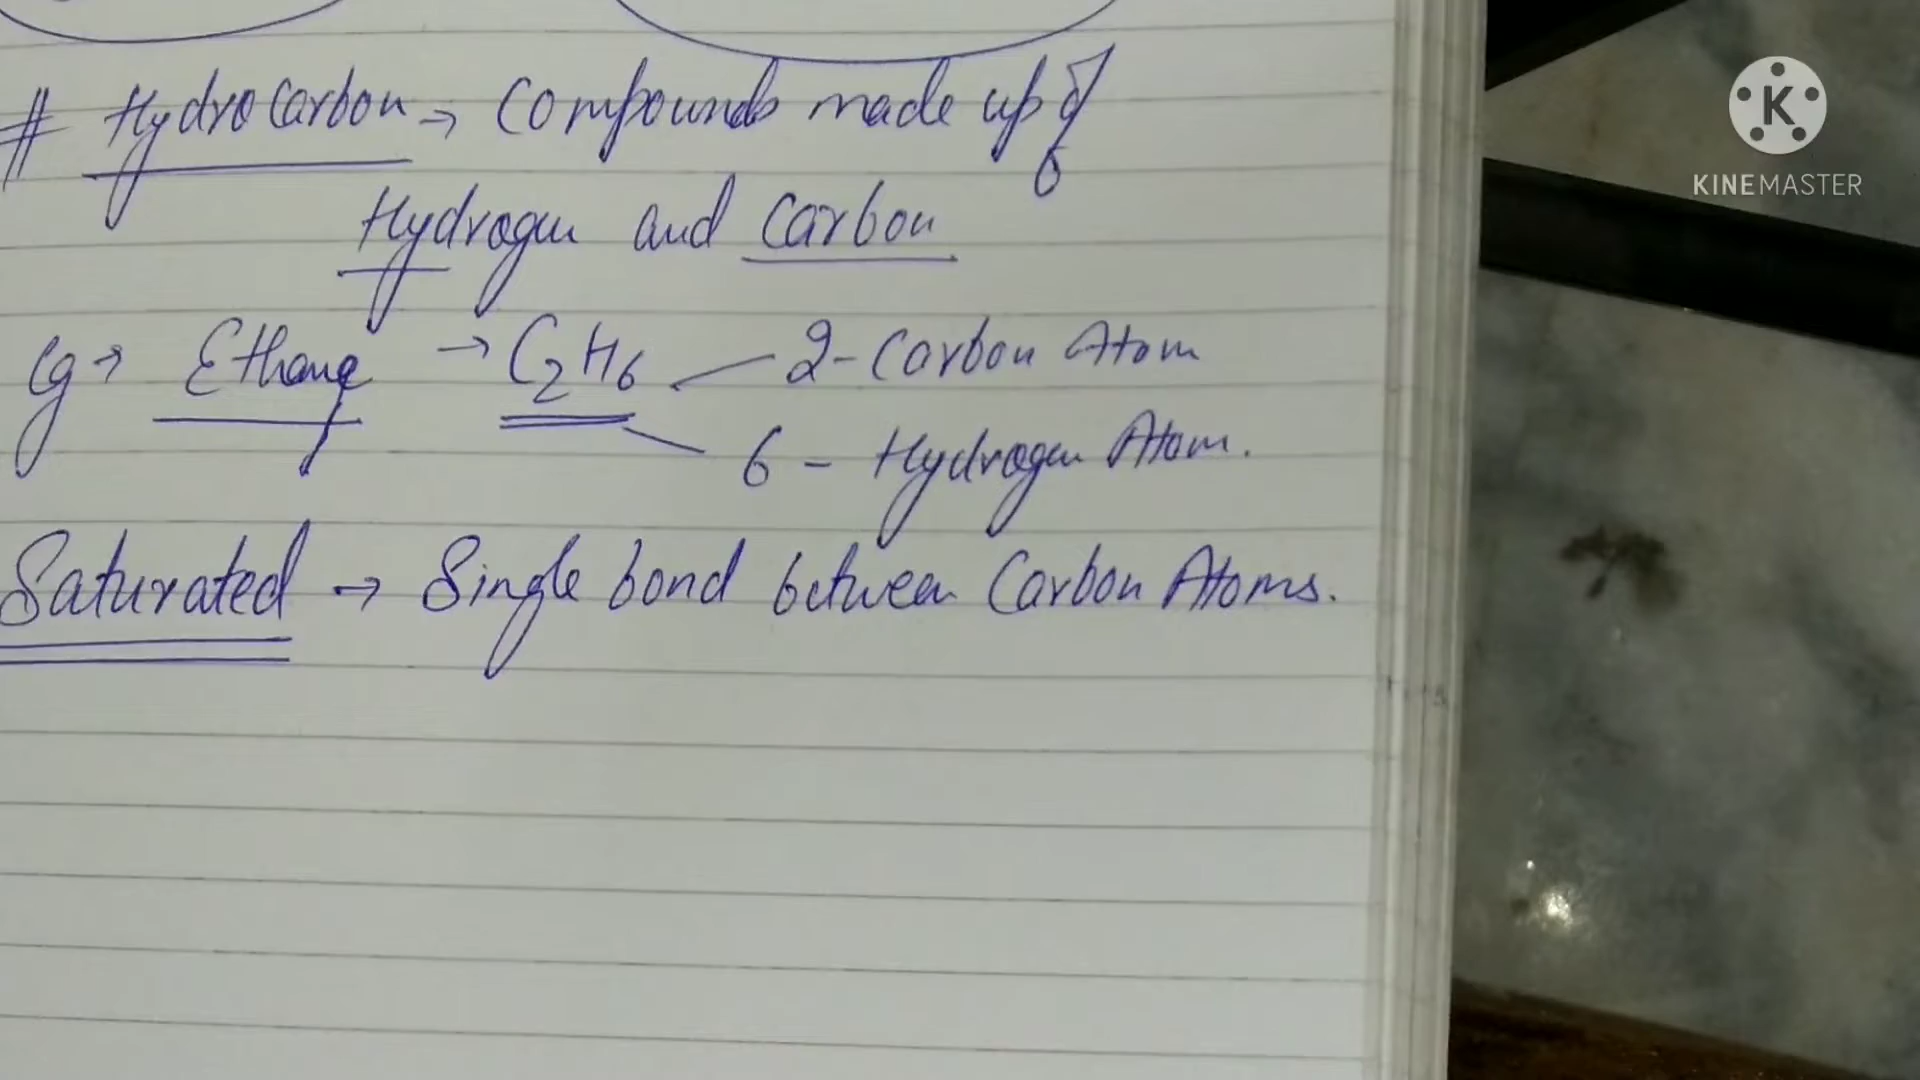 # Hydrocarbon → Compounds made up of
Hydrogen and Carbon
eg → Ethane → C₂H₆ 2-Carbon Atom
6 - Hydrogen Atom.
Saturated → Single bond between Carbon Atoms.
K
KINEMASTER